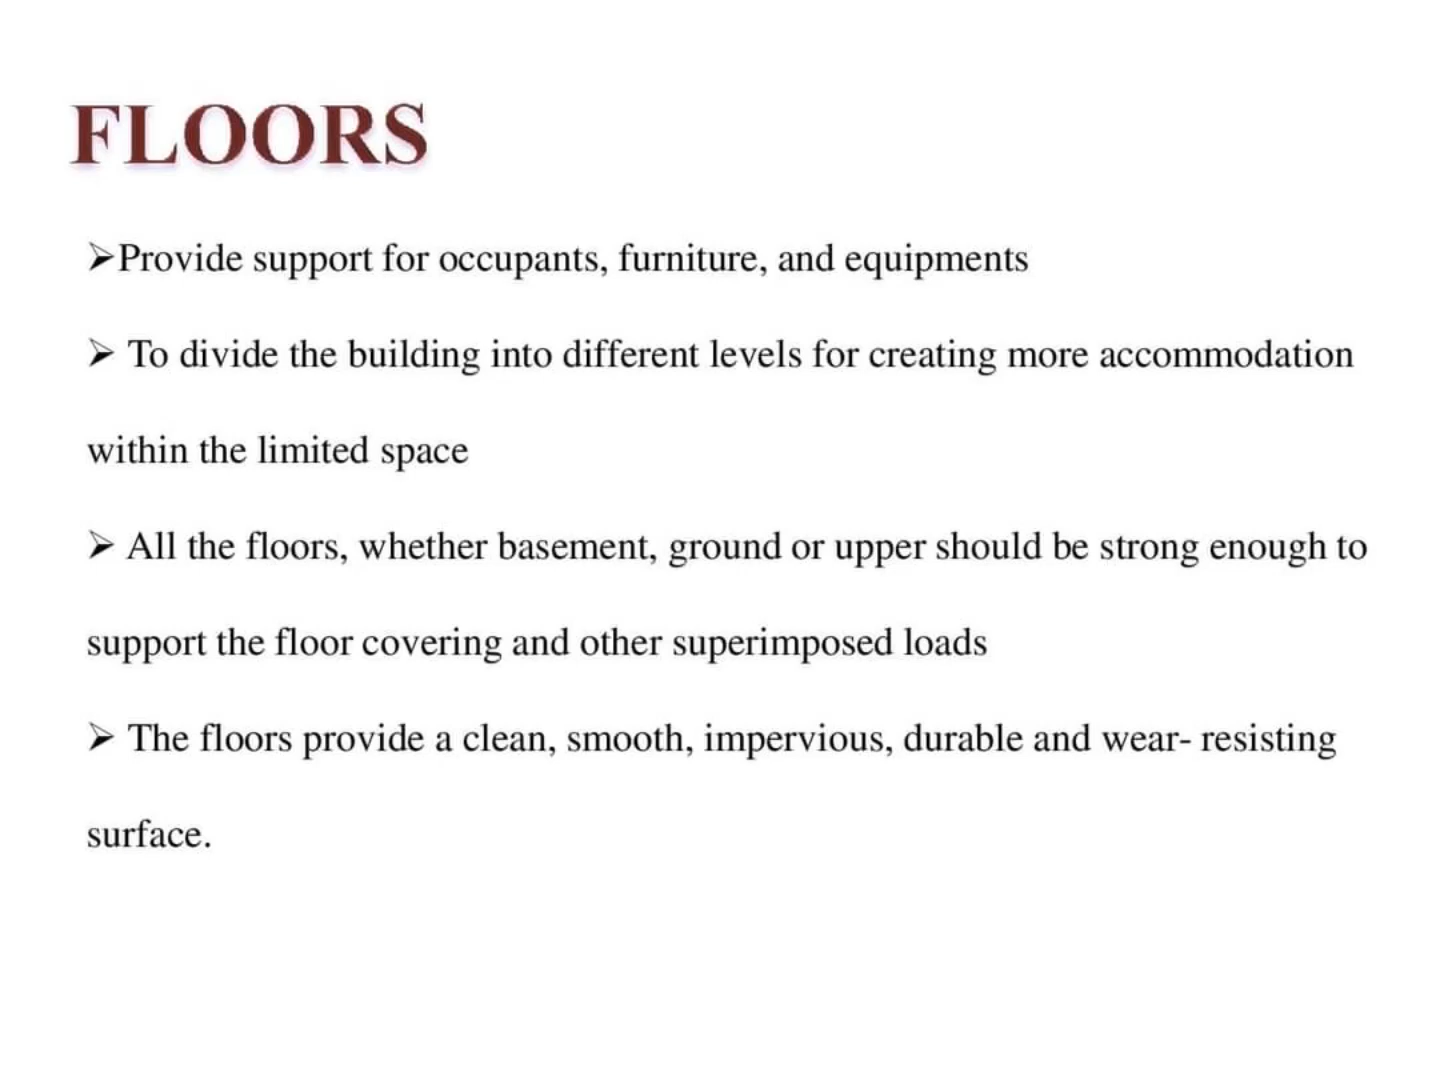 FLOORS
➢Provide support for occupants, furniture, and equipments
➢ To divide the building into different levels for creating more accommodation
within the limited space
➢ All the floors, whether basement, ground or upper should be strong enough to
support the floor covering and other superimposed loads
➢ The floors provide a clean, smooth, impervious, durable and wear- resisting
surface.